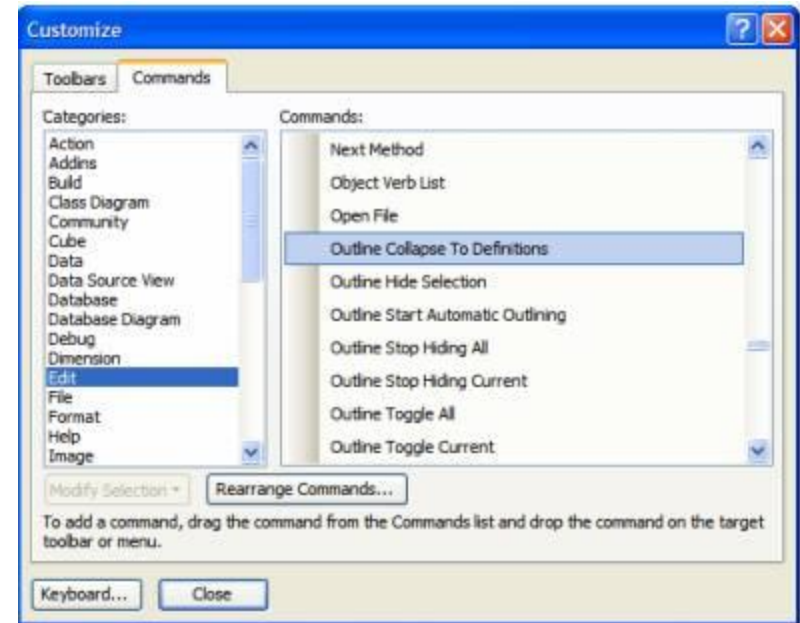 Customize
Toolbars
Commands
Categories:
Action
Addins
Build
Class Diagram
Community
Cube
Data
Data Source View
Database
Database Diagram
Debug
Dimension
Edit
File
Format
Help
Image
Commands:
Next Method
Object Verb List
Open File
Outline Collapse To Definitions
Outline Hide Selection
Outline Start Automatic Outlining
Outline Stop Hiding All
Outline Stop Hiding Current
Outline Toggle All
Outline Toggle Current
Modify Selection
Rearrange Commands...
To add a command, drag the command from the Commands list and drop the command on the target
toolbar or menu.
Keyboard...
Close